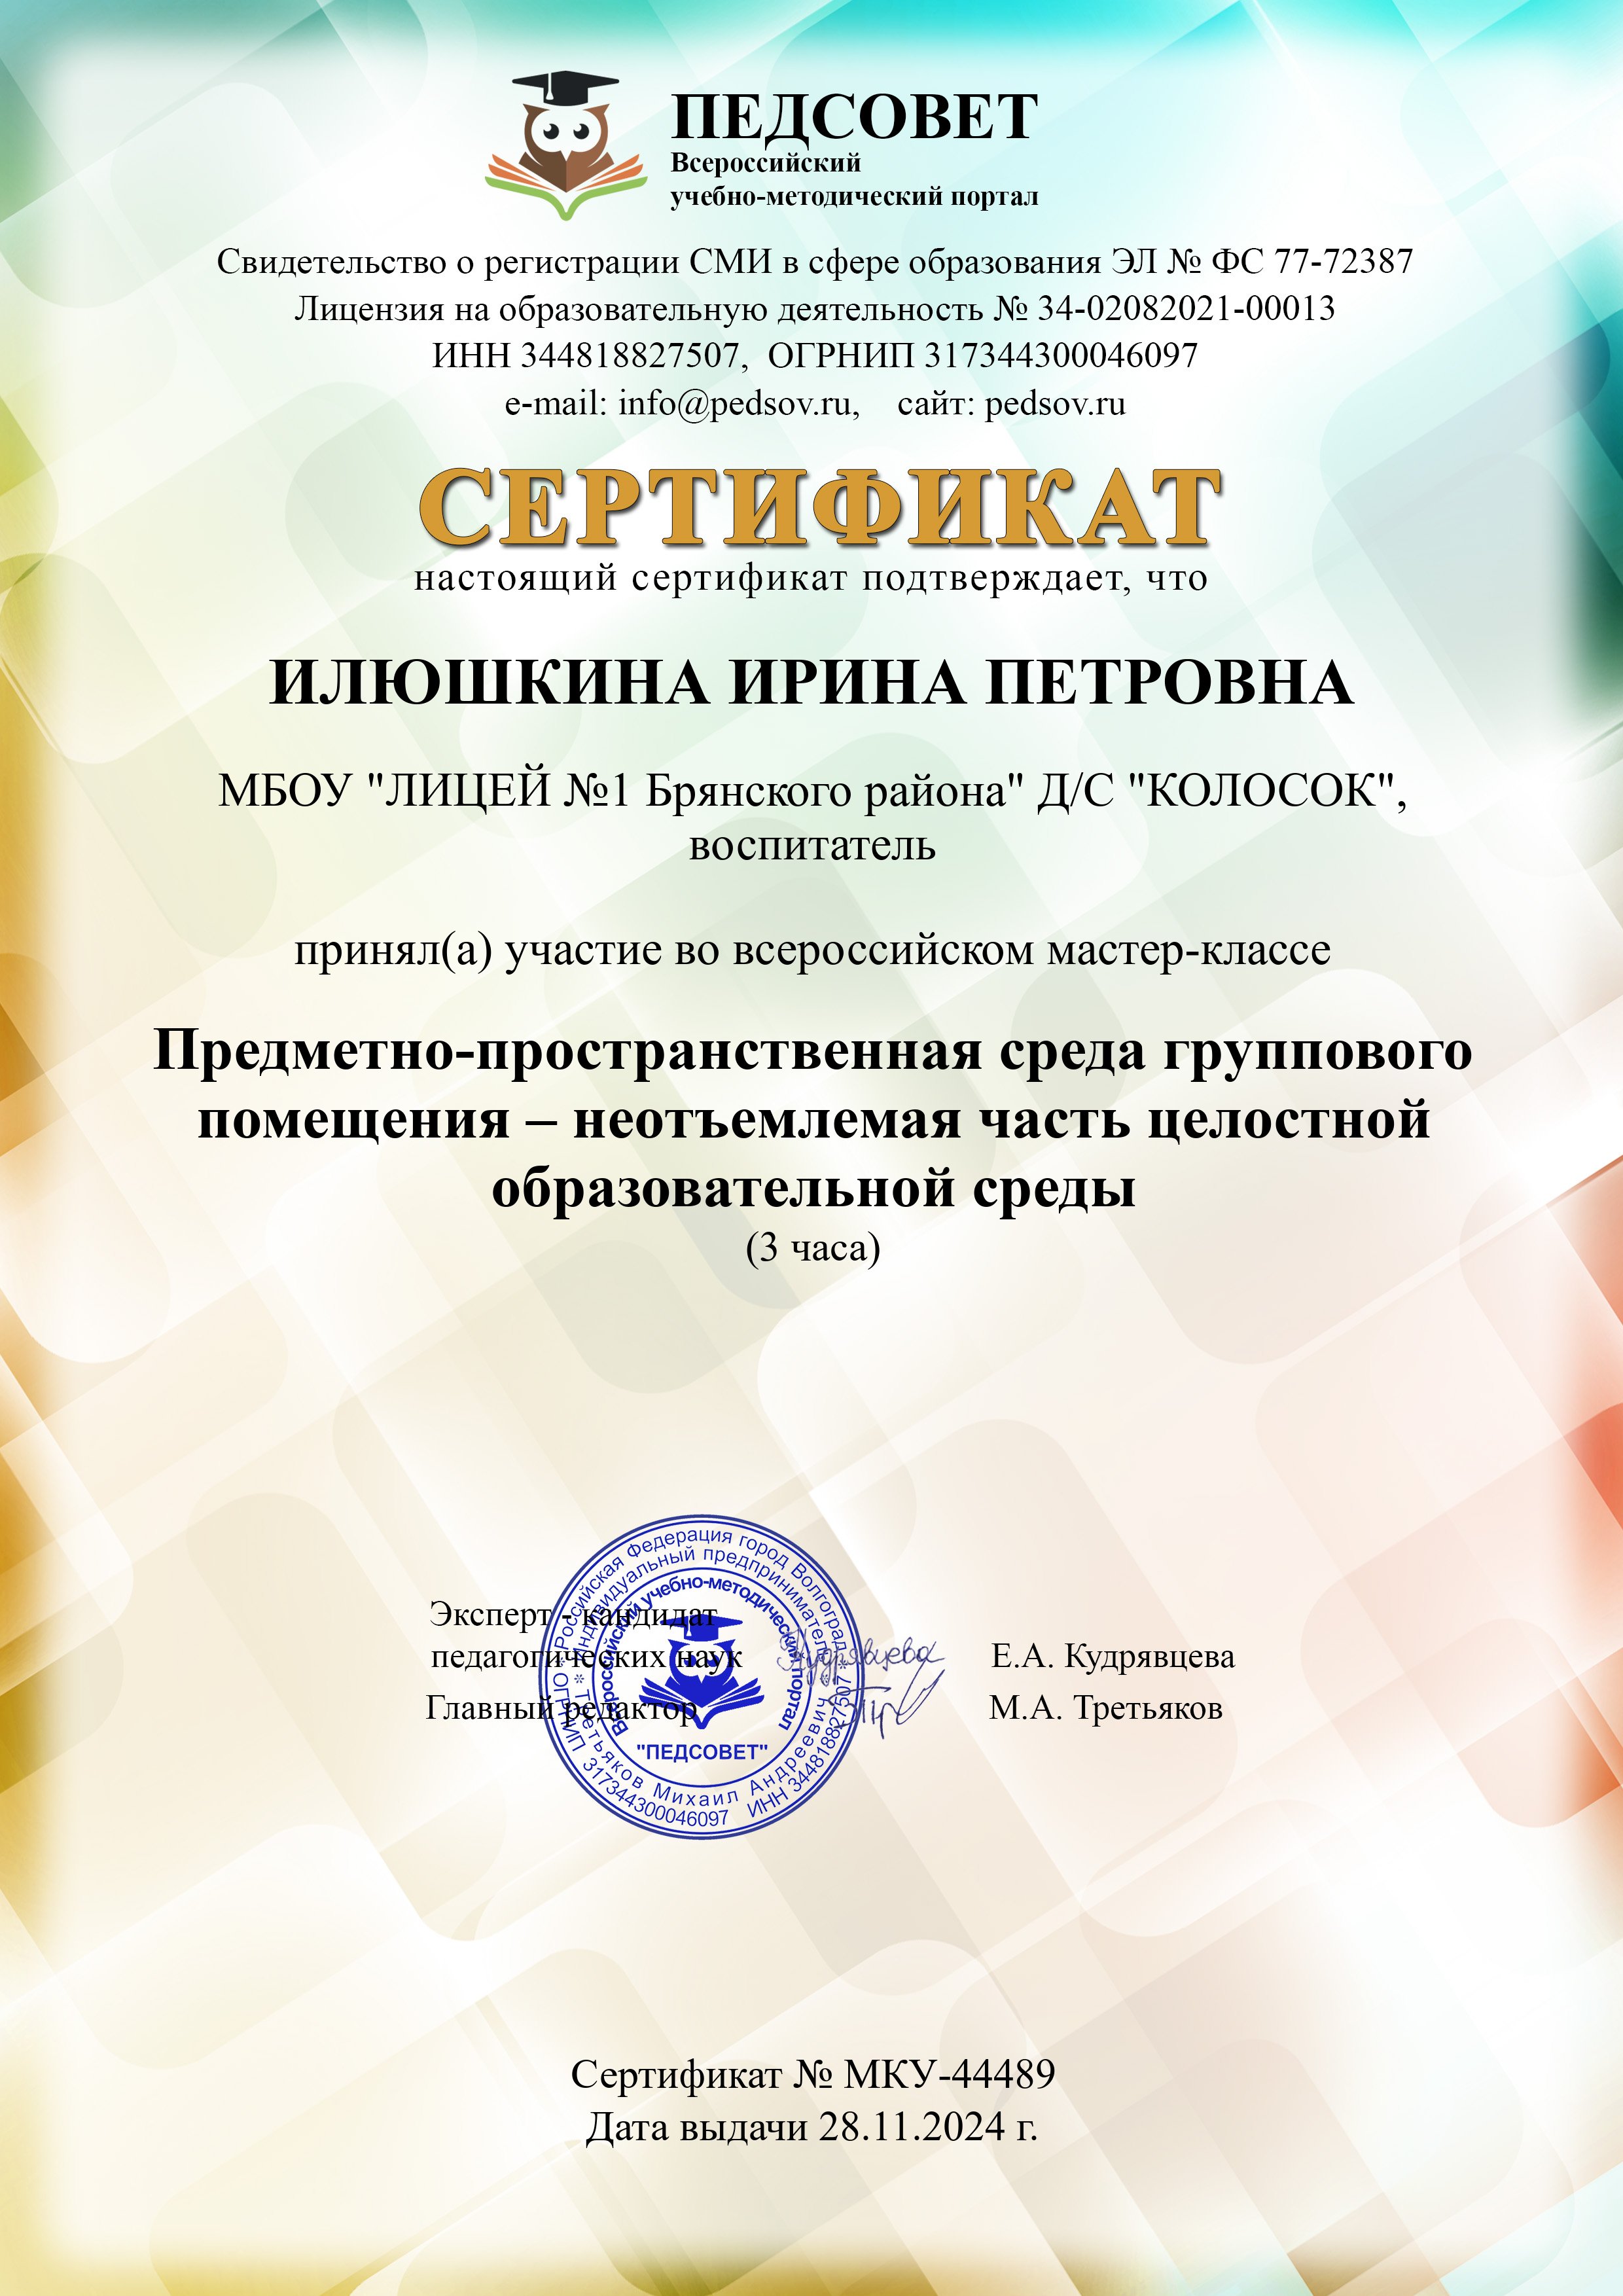 ПЕДСОВЕТ
Всероссийский
учебно-методический портал
Свидетельство о регистрации СМИ в сфере образования ЭЛ № ФС 77-72387
Лицензия на образовательную деятельность № 34-02082021-00013
ИНН 344818827507, ОГРНИП 317344300046097
e-mail: info@pedsov.ru, сайт: pedsov.ru
СЕРТИФИКАТ
настоящий сертификат подтверждает, что
ИЛЮШКИНА ИРИНА ПЕТРОВНА
МБОУ "ЛИЦЕЙ №1 Брянского района" Д/С "КОЛОСОК",
воспитатель
принял(а) участие во всероссийском мастер-классе
Предметно-пространственная среда группового
помещения – неотъемлемая часть целостной
образовательной среды
(3 часа)
Эксперт - кандидат
педагогических наук Кудрявцева Е.А. Кудрявцева
Главный редактор М.А. Третьяков
Российская Федерация город Волгоград * ИНН 344818827507 * ОГРНИП 317344300046097
Индивидуальный предприниматель * Третьяков Михаил Андреевич *
Всероссийский учебно-методический портал
"ПЕДСОВЕТ"
Сертификат № МКУ-44489
Дата выдачи 28.11.2024 г.